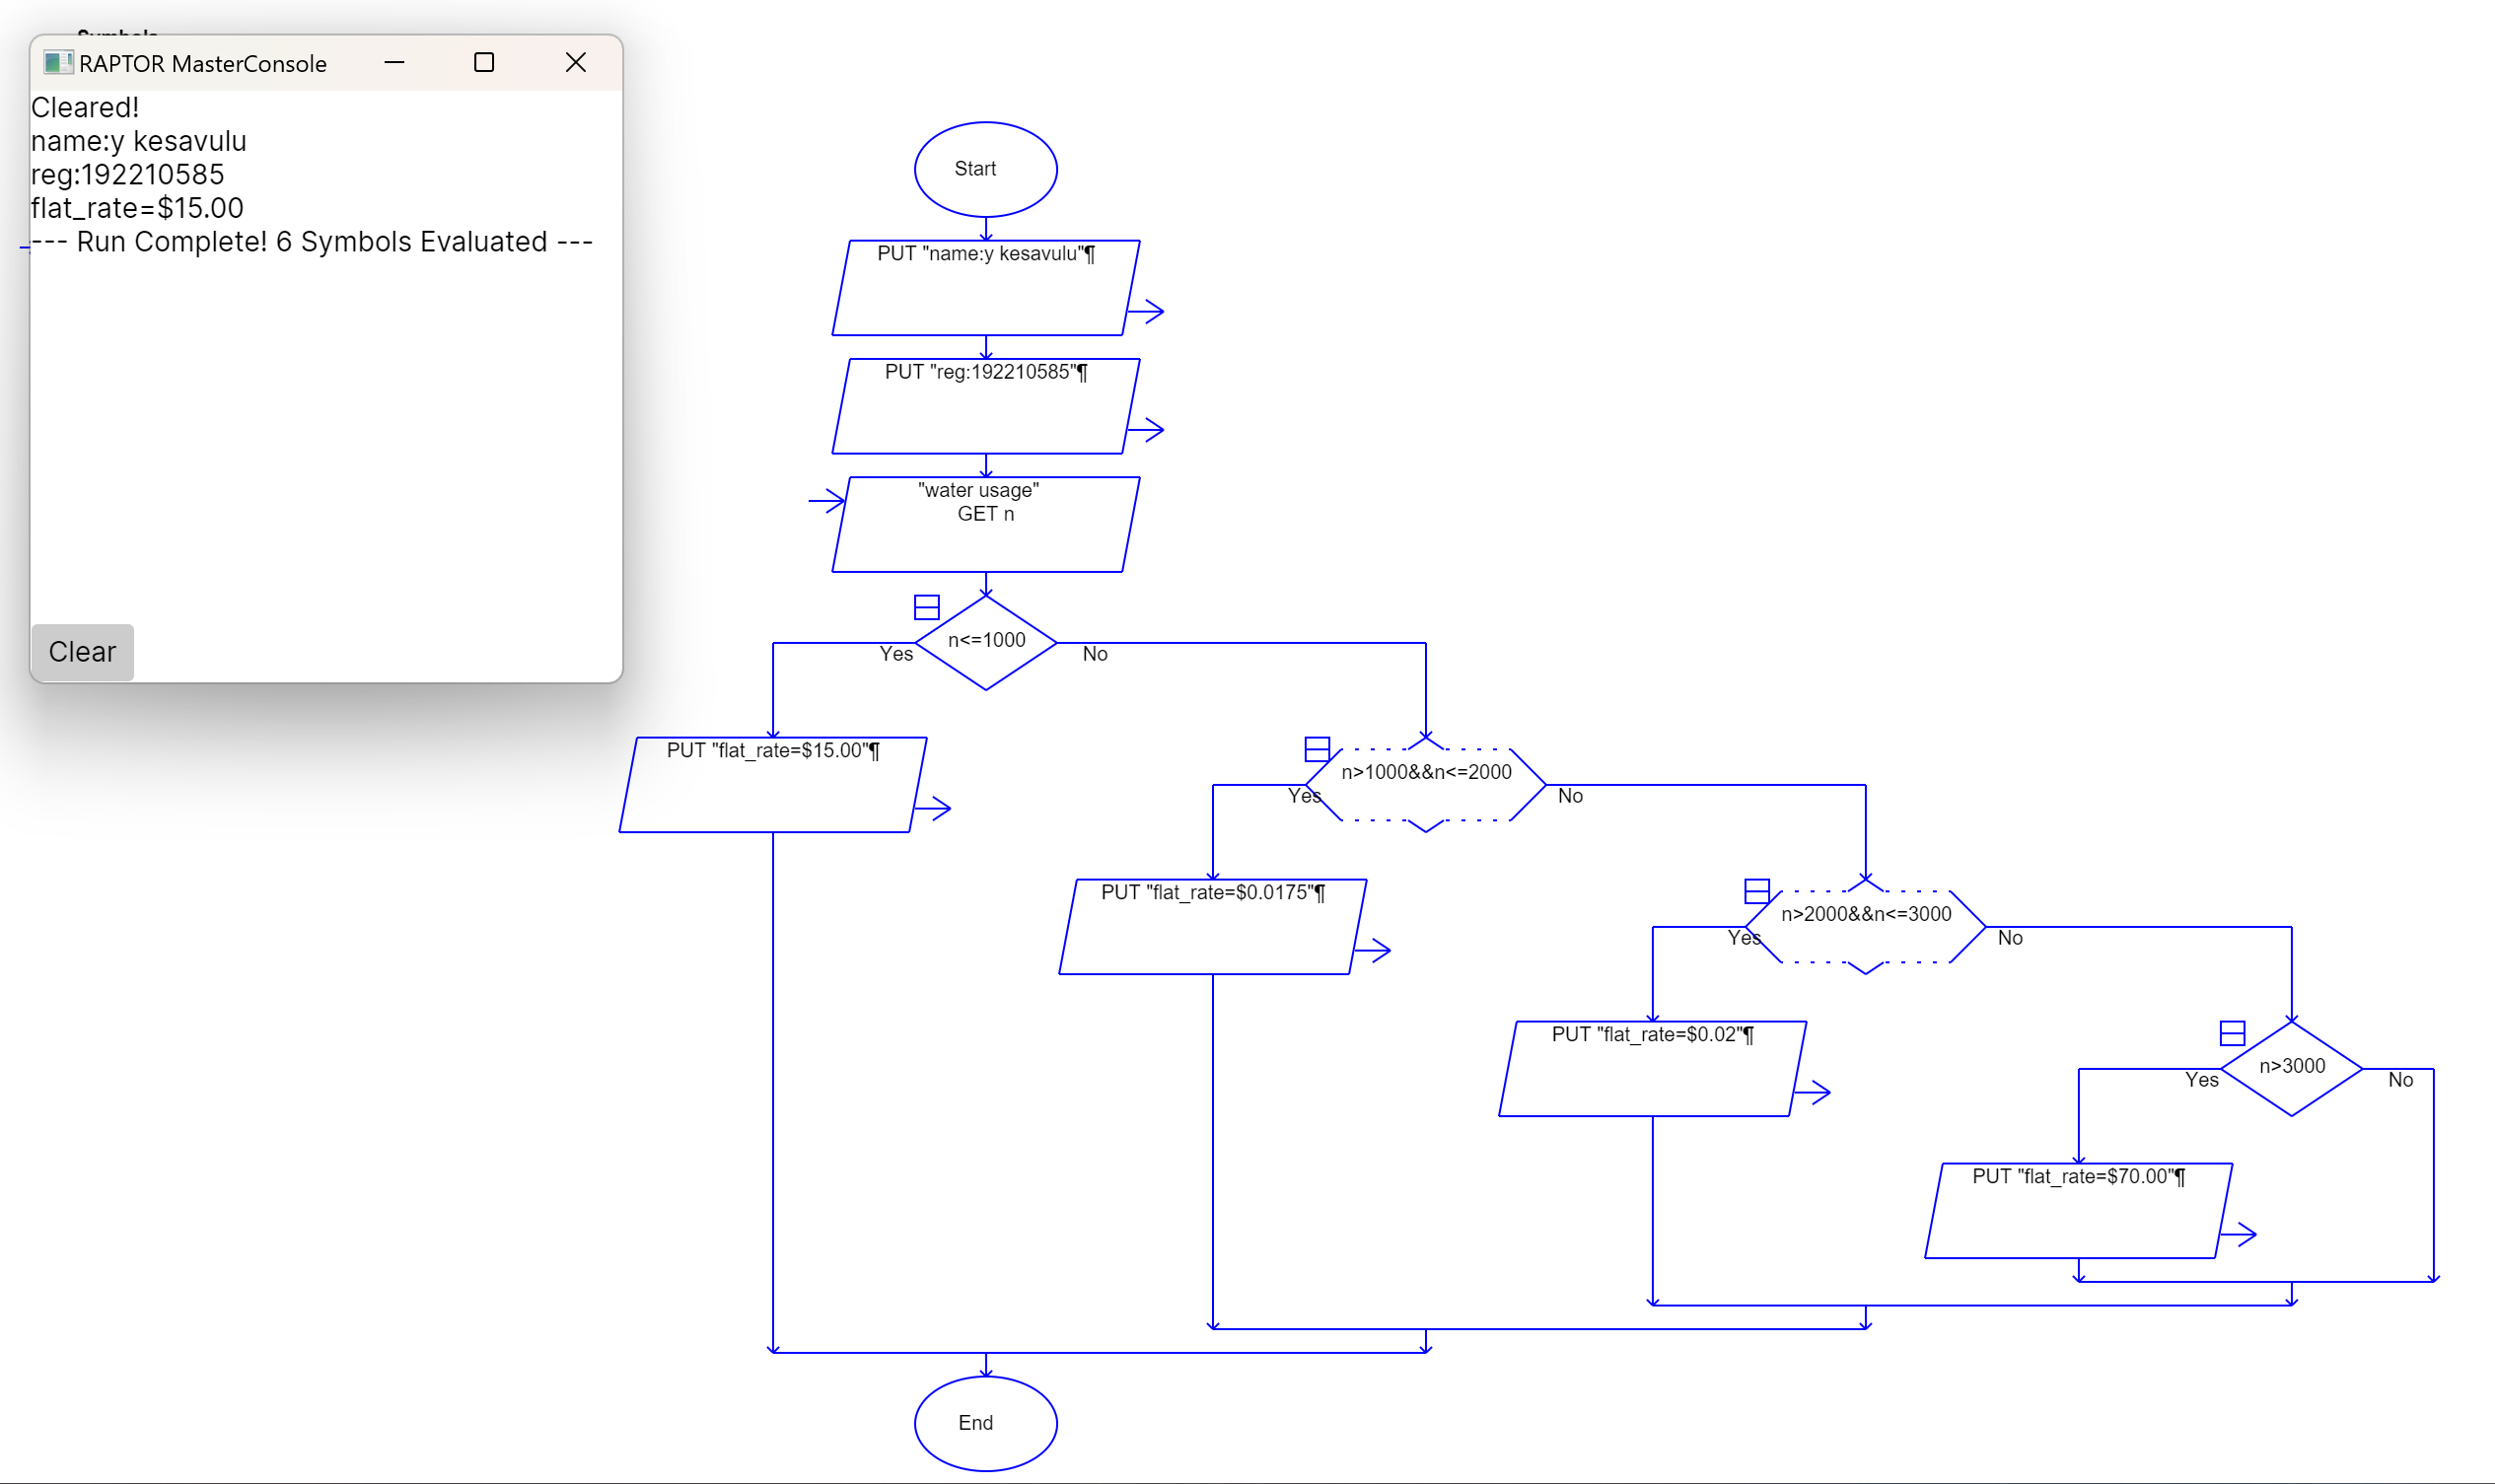 Symbols
RAPTOR MasterConsole
Cleared!
name:y kesavulu
reg:192210585
flat_rate=$15.00
--- Run Complete! 6 Symbols Evaluated ---
Clear
Start
PUT "name:y kesavulu"¶
PUT "reg:192210585"¶
"water usage"
GET n
n<=1000
Yes
No
PUT "flat_rate=$15.00"¶
n>1000&&n<=2000
Yes
No
PUT "flat_rate=$0.0175"¶
n>2000&&n<=3000
Yes
No
PUT "flat_rate=$0.02"¶
n>3000
Yes
No
PUT "flat_rate=$70.00"¶
End